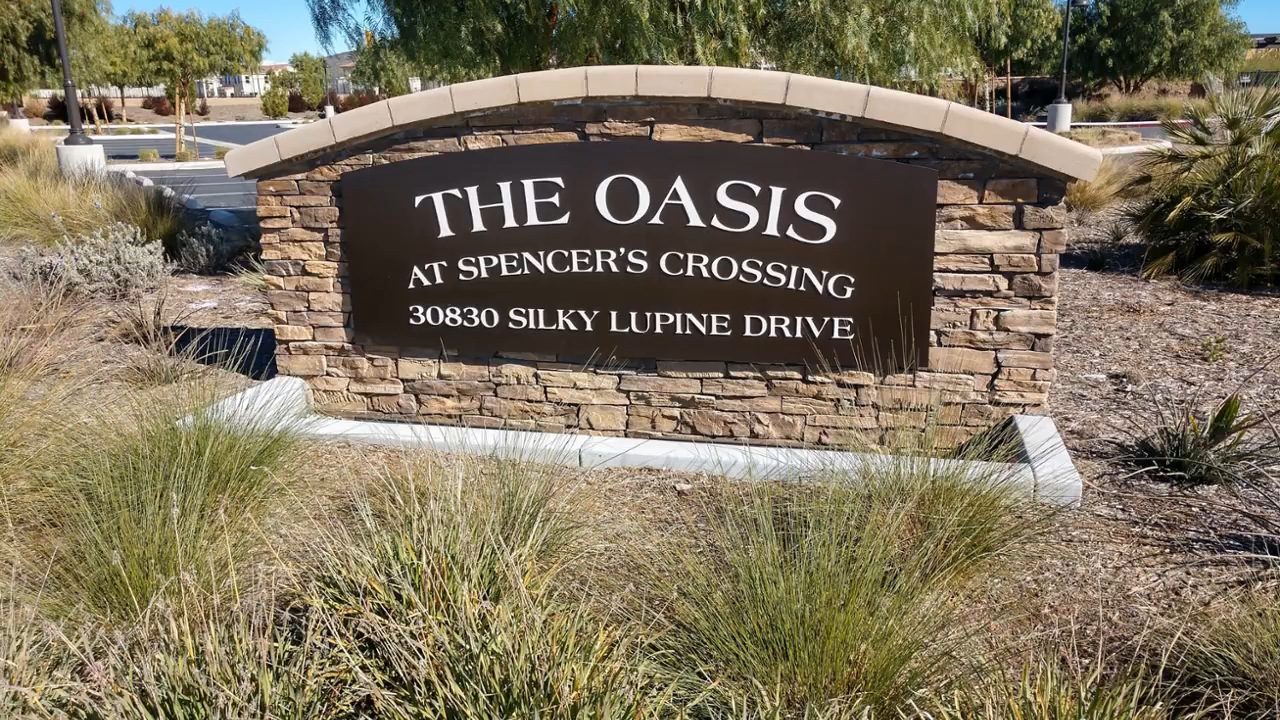 THE OASIS
AT SPENCER'S CROSSING
30830 SILKY LUPINE DRIVE